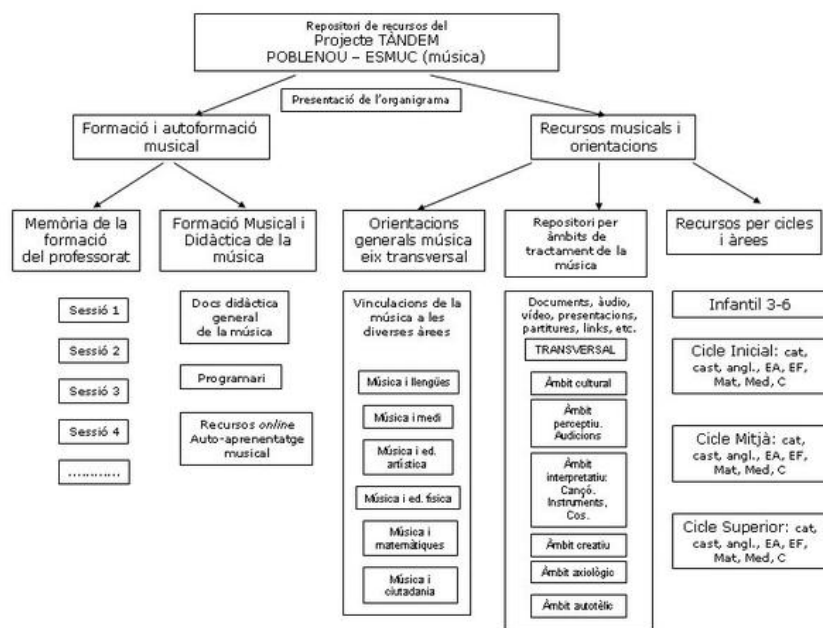 Repositori de recursos del
Projecte TÀNDEM
POBLENOU – ESMUC (música)
Presentació de l'organigrama
Formació i autoformació
musical
Recursos musicals i
orientacions
Memòria de la
formació
del professorat
Formació Musical i
Didàctica de la
música
Orientacions
generals música
eix transversal
Repositori per
àmbits de
tractament de la
música
Recursos per cicles
i àrees
Sessió 1
Sessió 2
Sessió 3
Sessió 4
............
Docs didàctica
general
de la música
Programari
Recursos online
Auto-aprenentatge
musical
Vinculacions de la
música a les
diverses àrees
Música i llengües
Música i medi
Música i ed.
artística
Música i ed. física
Música i
matemàtiques
Música i
ciutadania
Documents, àudio,
vídeo, presentacions,
partitures, links, etc.
TRANSVERSAL
Àmbit cultural
Àmbit
perceptiu.
Audicions
Àmbit
interpretatiu:
Cançó.
Instruments,
Cos.
Àmbit creatiu
Àmbit axiològic
Àmbit autotèlic
Infantil 3-6
Cicle Inicial: cat,
cast, angl., EA, EF,
Mat, Med, C
Cicle Mitjà: cat,
cast, angl., EA, EF,
Mat, Med, C
Cicle Superior: cat,
cast, angl., EA, EF,
Mat, Med, C